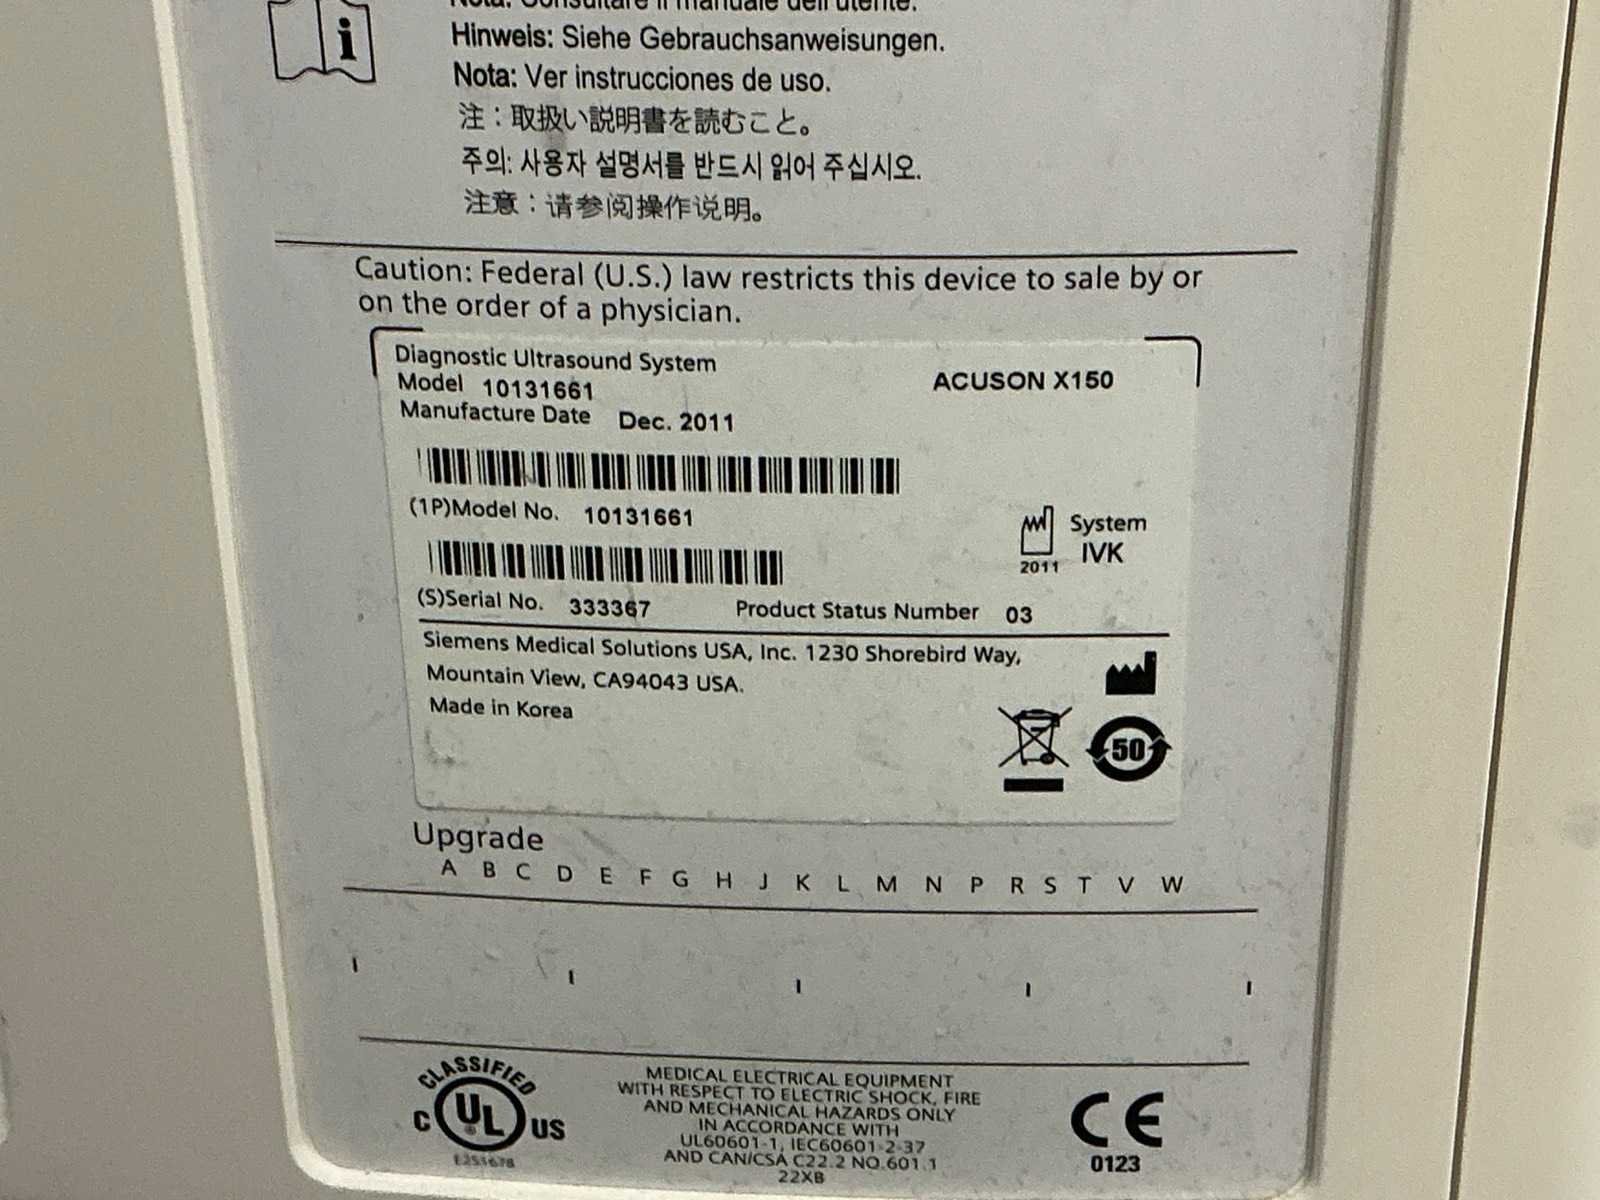 Nota: Consultare il manuale dell'utente.
Hinweis: Siehe Gebrauchsanweisungen.
Nota: Ver instrucciones de uso.
注：取扱い説明書を読むこと。
주의: 사용자 설명서를 반드시 읽어 주십시오.
注意：请参阅操作说明。
Caution: Federal (U.S.) law restricts this device to sale by or
on the order of a physician.
Diagnostic Ultrasound System
Model 10131661
ACUSON X150
Manufacture Date Dec. 2011
(1P)Model No. 10131661
System
IVK
2011
(S)Serial No. 333367 Product Status Number 03
Siemens Medical Solutions USA, Inc. 1230 Shorebird Way,
Mountain View, CA94043 USA.
Made in Korea
50
Upgrade
A B C D E F G H J K L M N P R S T V W
CLASSIFIED
C UL US
MEDICAL ELECTRICAL EQUIPMENT
WITH RESPECT TO ELECTRIC SHOCK, FIRE
AND MECHANICAL HAZARDS ONLY
IN ACCORDANCE WITH
UL60601-1, IEC60601-2-37
AND CAN/CSA C22.2 NO.601.1
22XB
CE
0123